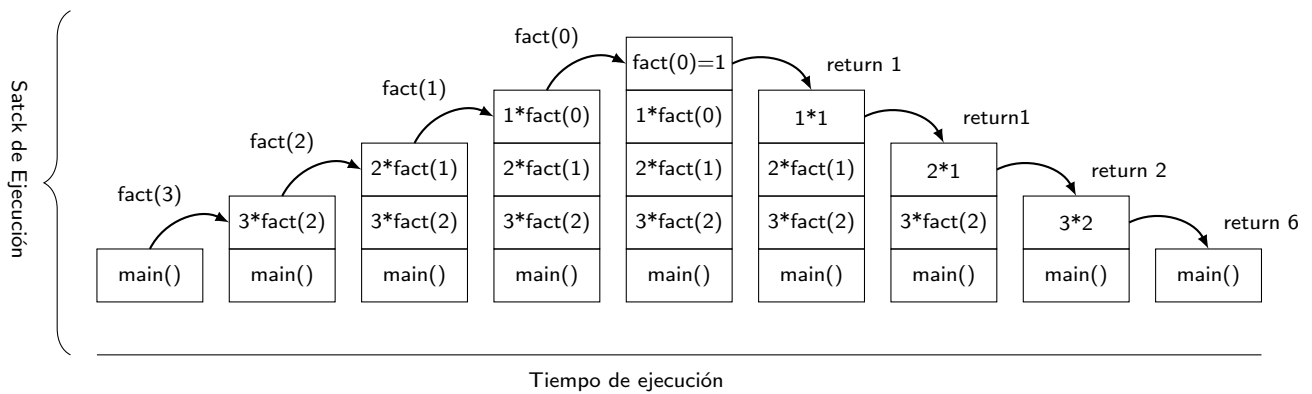 Satck de Ejecución
fact(3)
fact(2)
fact(1)
fact(0)
return 1
return1
return 2
return 6
main()
3*fact(2)
main()
2*fact(1)
3*fact(2)
main()
1*fact(0)
2*fact(1)
3*fact(2)
main()
fact(0)=1
1*fact(0)
2*fact(1)
3*fact(2)
main()
1*1
2*fact(1)
3*fact(2)
main()
2*1
3*fact(2)
main()
3*2
main()
main()
Tiempo de ejecución